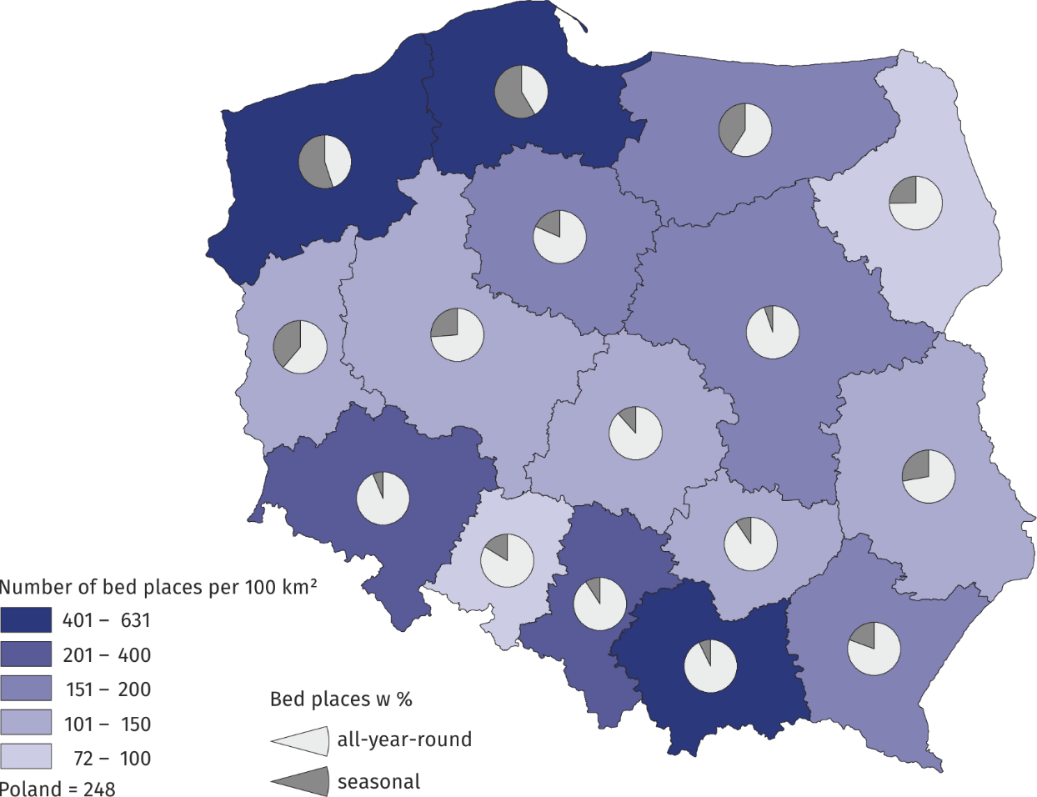 Number of bed places per 100 km²
401 – 631
201 – 400
151 – 200
101 – 150
72 – 100
Poland = 248
Bed places w %
all-year-round
seasonal